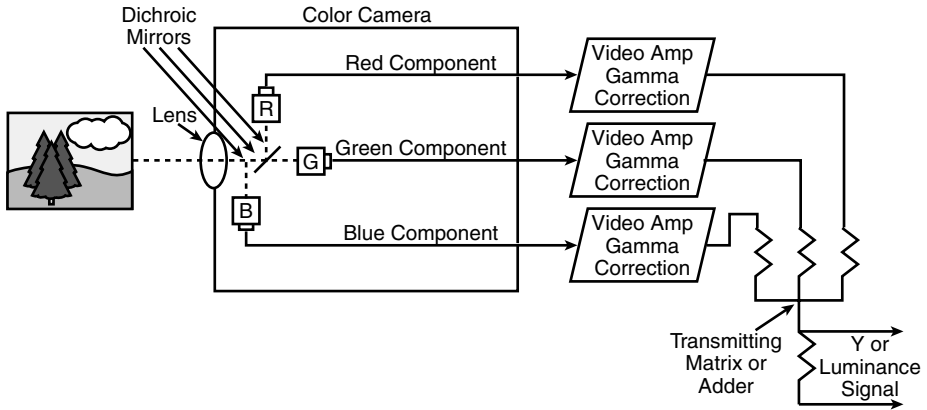 Dichroic
Mirrors
Color Camera
Lens
R
G
B
Red Component
Green Component
Blue Component
Video Amp
Gamma
Correction
Video Amp
Gamma
Correction
Video Amp
Gamma
Correction
Transmitting
Matrix or
Adder
Y or
Luminance
Signal